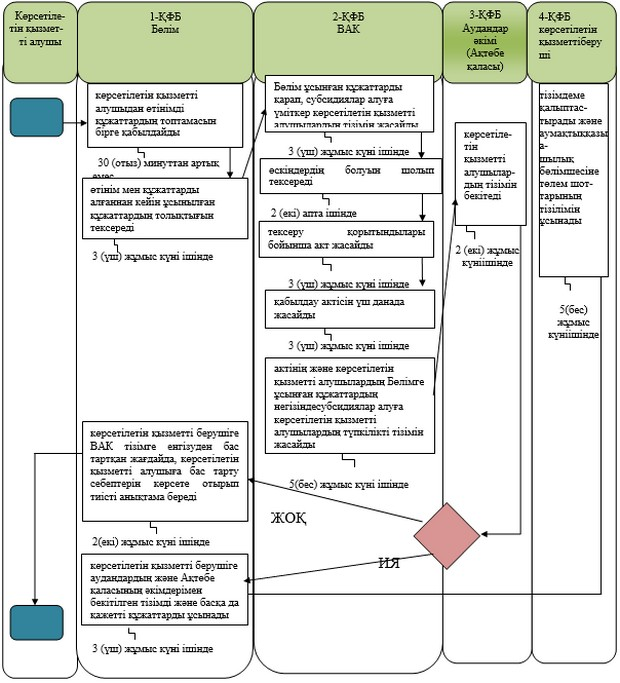 Көрсетіле-
тін қызмет-
ті алушы
1-ҚФБ
Бөлім
2-ҚФБ
ВАК
3-ҚФБ
Аудандар
әкімі
(Ақтөбе
қаласы)
4-ҚФБ
көрсетілетін
қызметтіберу
ші
көрсетілетін қызметті
алушыдан өтінімді
құжаттардың топтамасын
бірге қабылдайды
30 (отыз) минуттан артық
емес
өтінім мен құжаттарды
алғаннан кейін ұсынылған
құжаттардың толықтығын
тексереді
3 (үш) жұмыс күні ішінде
көрсетілетін қызметті берушіге
ВАК тізімге енгізуден бас
тартқан жағдайда, көрсетілетін
қызметті алушыға бас тарту
себептерін көрсете отырып
тиісті анықтама береді
2(екі) жұмыс күні ішінде
көрсетілетін қызметті берушіге
аудандардың және Ақтөбе
қаласының әкімдерімен
бекітілген тізімді және басқа да
қажетті құжаттарды ұсынады
3 (үш) жұмыс күні ішінде
Бөлім ұсынған құжаттарды
қарап, субсидиялар алуға
үміткер көрсетілетін қызметті
алушылардың тізімін жасайды
3 (үш) жұмыс күні ішінде
өскіндердің болуын шолып
тексереді
2 (екі) апта ішінде
тексеру қорытындылары
бойынша акт жасайды
3 (үш) жұмыс күні ішінде
қабылдау актісін үш данада
жасайды
3 (үш) жұмыс күні ішінде
актінің және көрсетілетін
қызметті алушылардың Бөлімге
ұсынған құжаттардың
негізіндесубсидиялар алуға
көрсетілетін қызметті
алушылардың түпкілікті тізімін
жасайды
5(бес) жұмыс күні ішінде
ЖОҚ
ИЯ
көрсетіле-
тін
қызметті
алушылар-
дың тізімін
бекітеді
2 (екі) жұмыс
күніішінде
тізімдеме
қалыптас-
тырады және
аумақтыққазы
а-
шылық
бөлімшесіне
төлем шот-
тарының
тізілімін
ұсынады
5(бес)
жұмыс
күніішінде